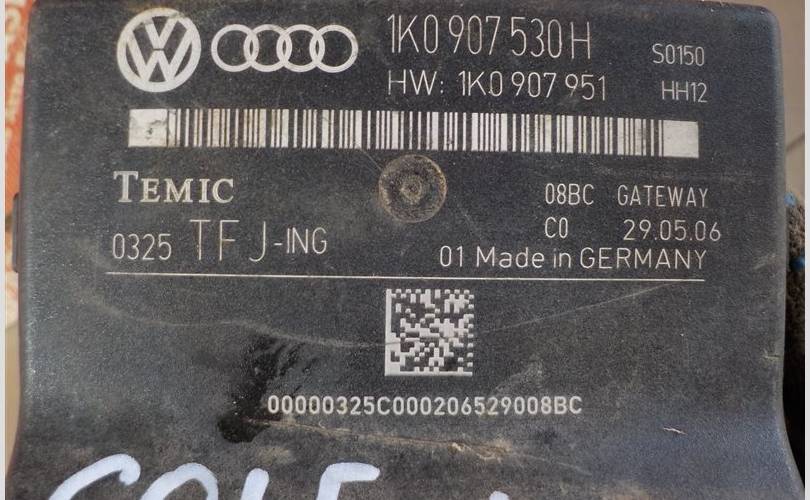 1K0 907 530 H S0150
HW: 1K0 907 951 HH12
TEMIC 08BC GATEWAY
C0 29.05.06
0325 TFJ-ING
01 Made in GERMANY
00000325C000206529008BC